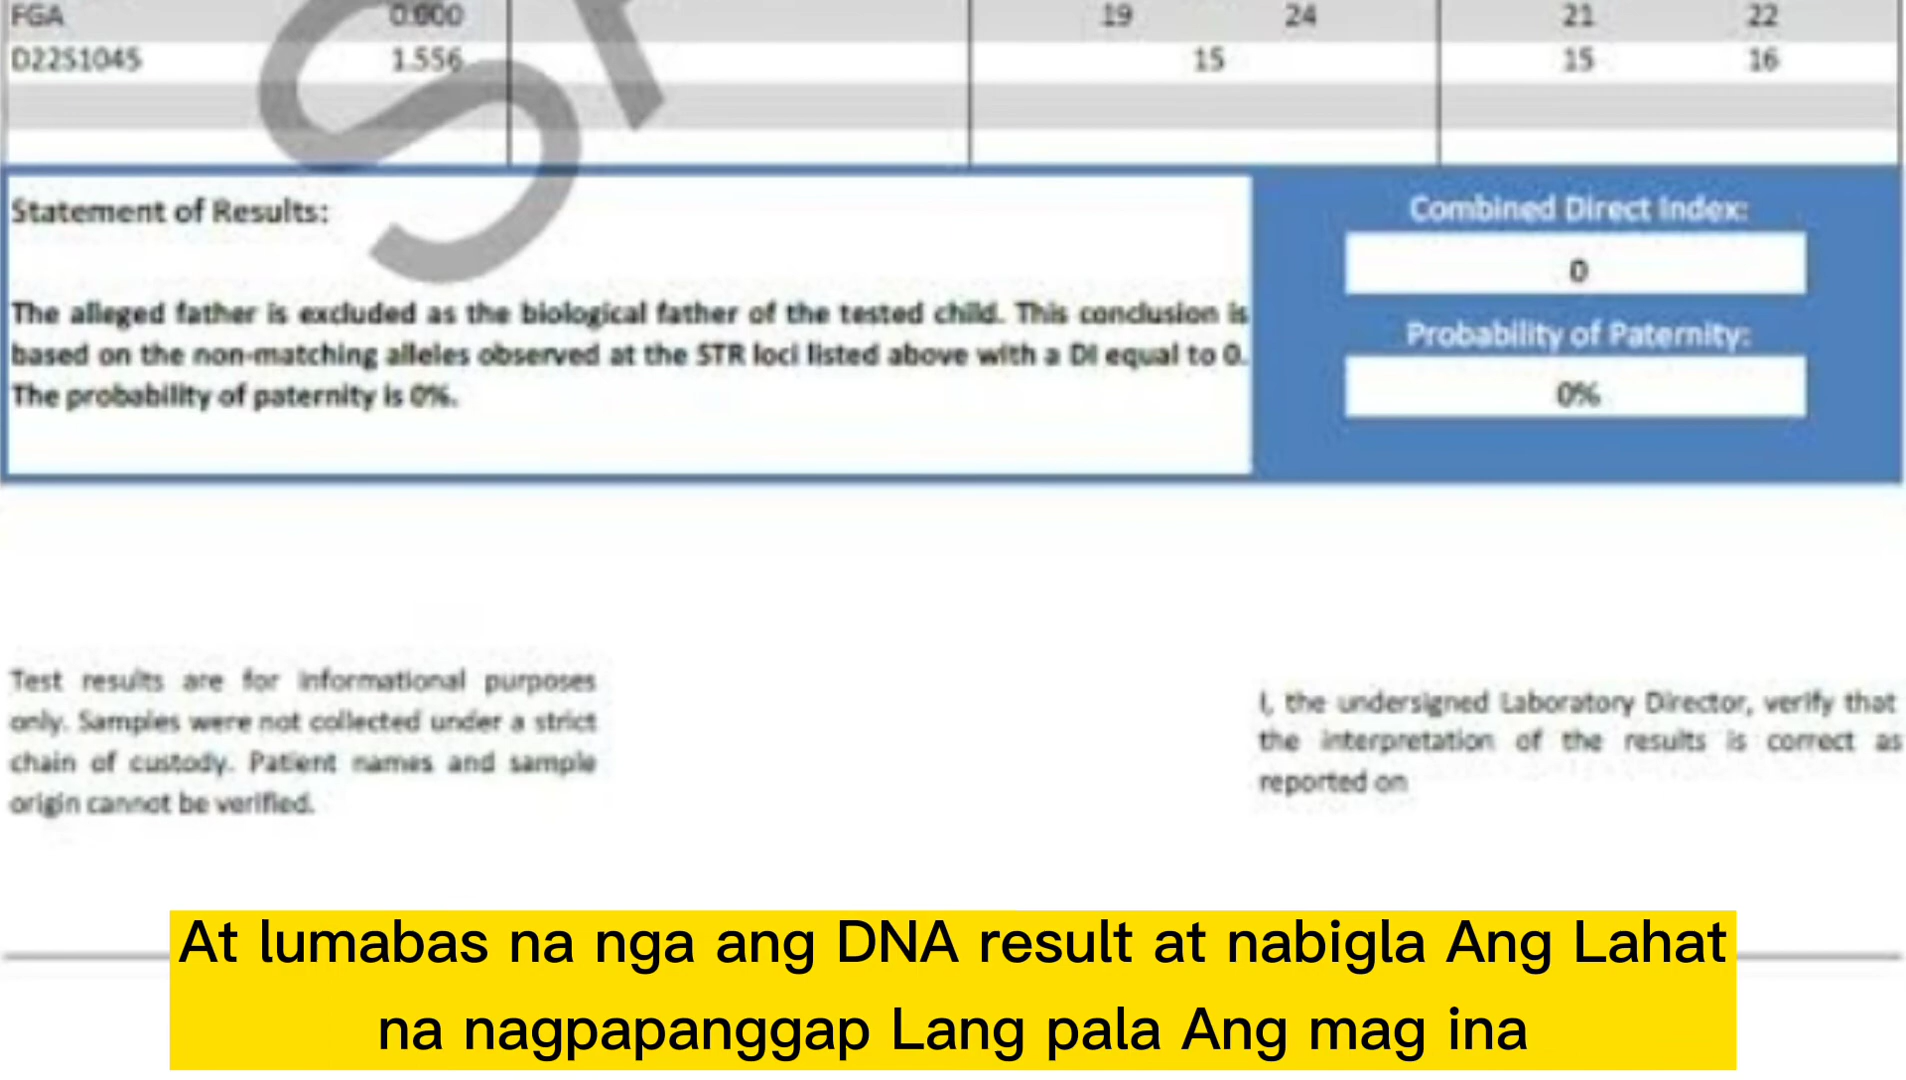 FGA 0.000 19 24 21 22
D22S1045 1.556 15 15 16
Statement of Results:
The alleged father is excluded as the biological father of the tested child. This conclusion is
based on the non-matching alleles observed at the STR loci listed above with a DI equal to 0.
The probability of paternity is 0%.
Combined Direct Index:
0
Probability of Paternity:
0%
Test results are for informational purposes
only. Samples were not collected under a strict
chain of custody. Patient names and sample
origin cannot be verified.
I, the undersigned Laboratory Director, verify that
the interpretation of the results is correct as
reported on
At lumabas na nga ang DNA result at nabigla Ang Lahat
na nagpapanggap Lang pala Ang mag ina